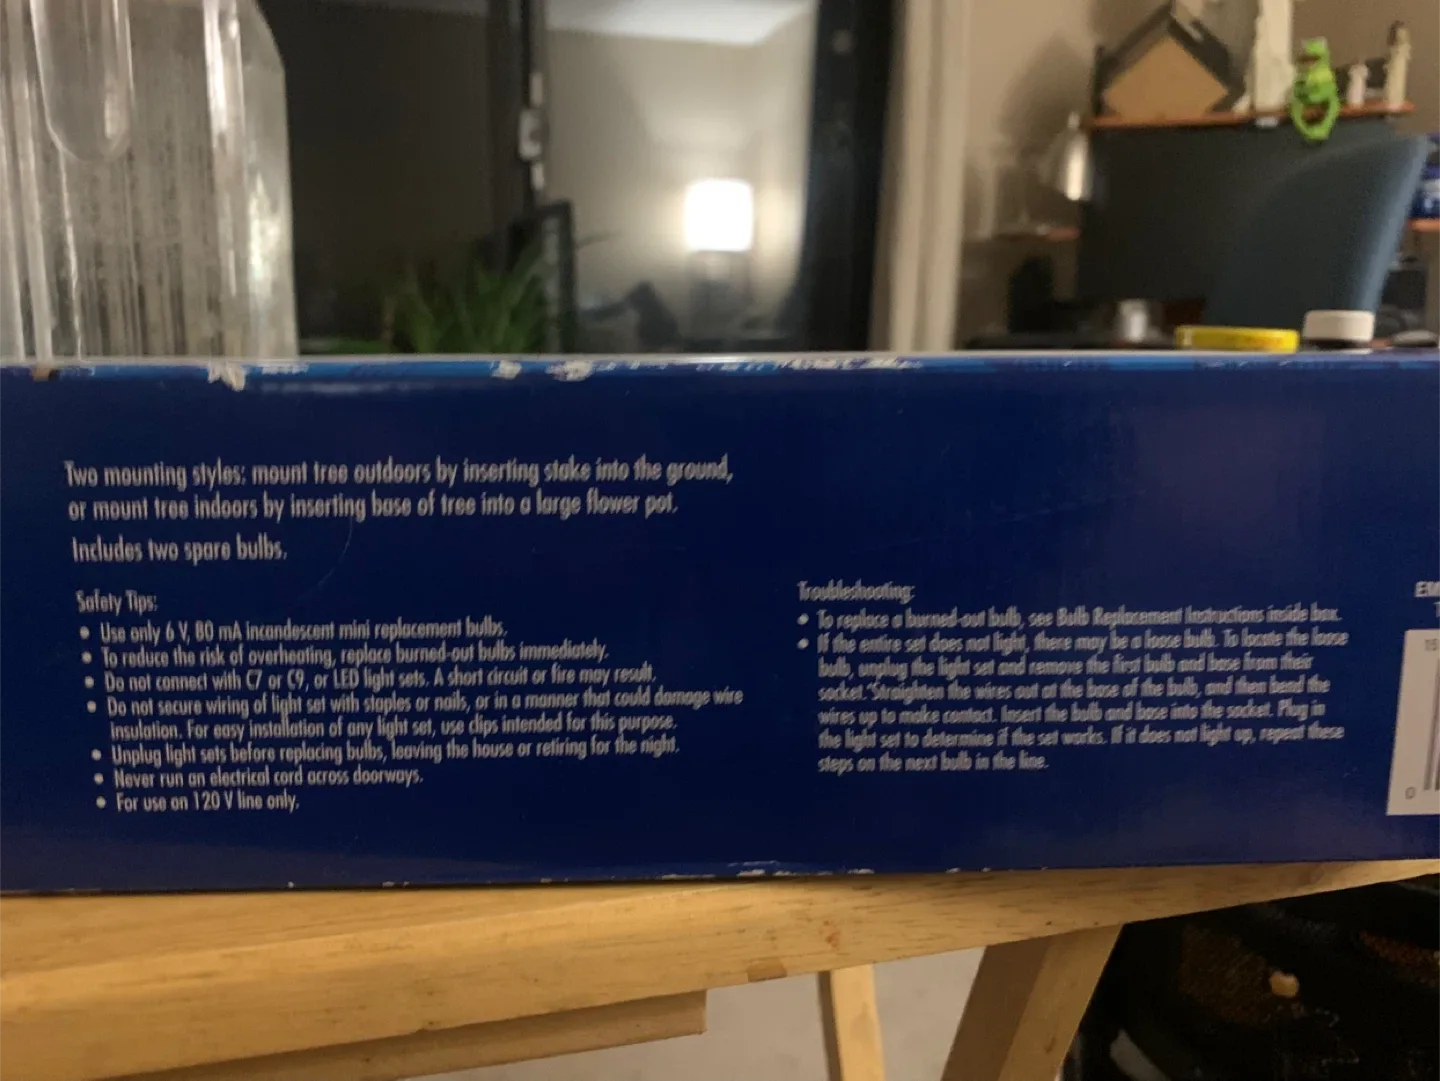 Two mounting styles: mount tree outdoors by inserting stake into the ground,
or mount tree indoors by inserting base of tree into a large flower pot.
Includes two spare bulbs.
Safety Tips:
• Use only 6 V, 80 mA incandescent mini replacement bulbs.
• To reduce the risk of overheating, replace burned-out bulbs immediately.
• Do not connect with C7 or C9, or LED light sets. A short circuit or fire may result.
• Do not secure wiring of light set with staples or nails, or in a manner that could damage wire
insulation. For easy installation of any light set, use clips intended for this purpose.
• Unplug light sets before replacing bulbs, leaving the house or retiring for the night.
• Never run an electrical cord across doorways.
• For use on 120 V line only.
Troubleshooting:
• To replace a burned-out bulb, see Bulb Replacement Instructions inside box.
• If the entire set does not light, there may be a loose bulb. To locate the loose
bulb, unplug the light set and remove the first bulb and base from their
socket. Straighten the wires out at the base of the bulb, and then bend the
wires up to make contact. Insert the bulb and base into the socket. Plug in
the light set to determine if the set works. If it does not light up, repeat these
steps on the next bulb in the line.
EM
15
0